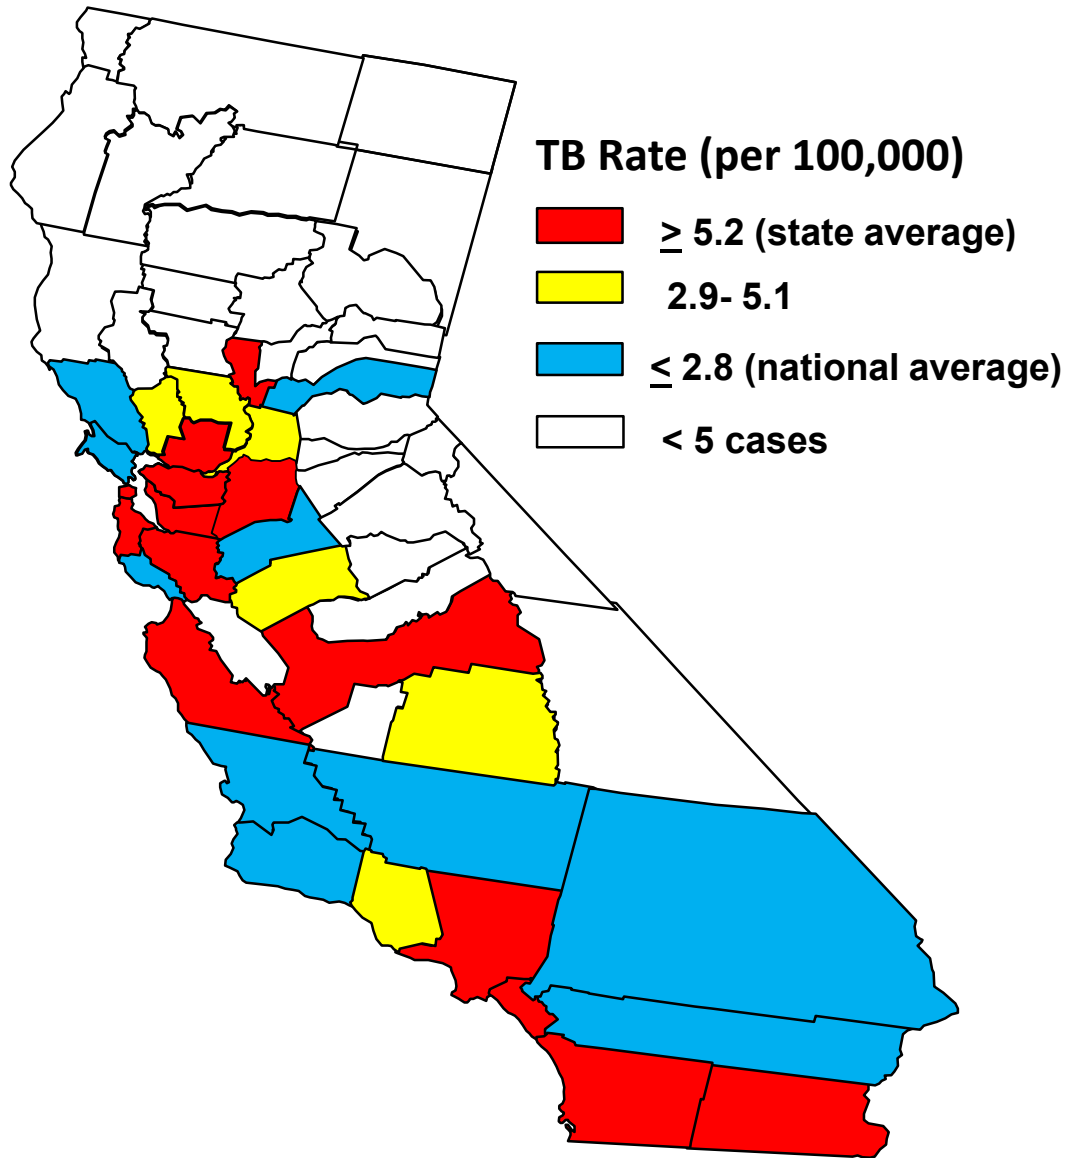 TB Rate (per 100,000)
≥ 5.2 (state average)
2.9- 5.1
≤ 2.8 (national average)
< 5 cases